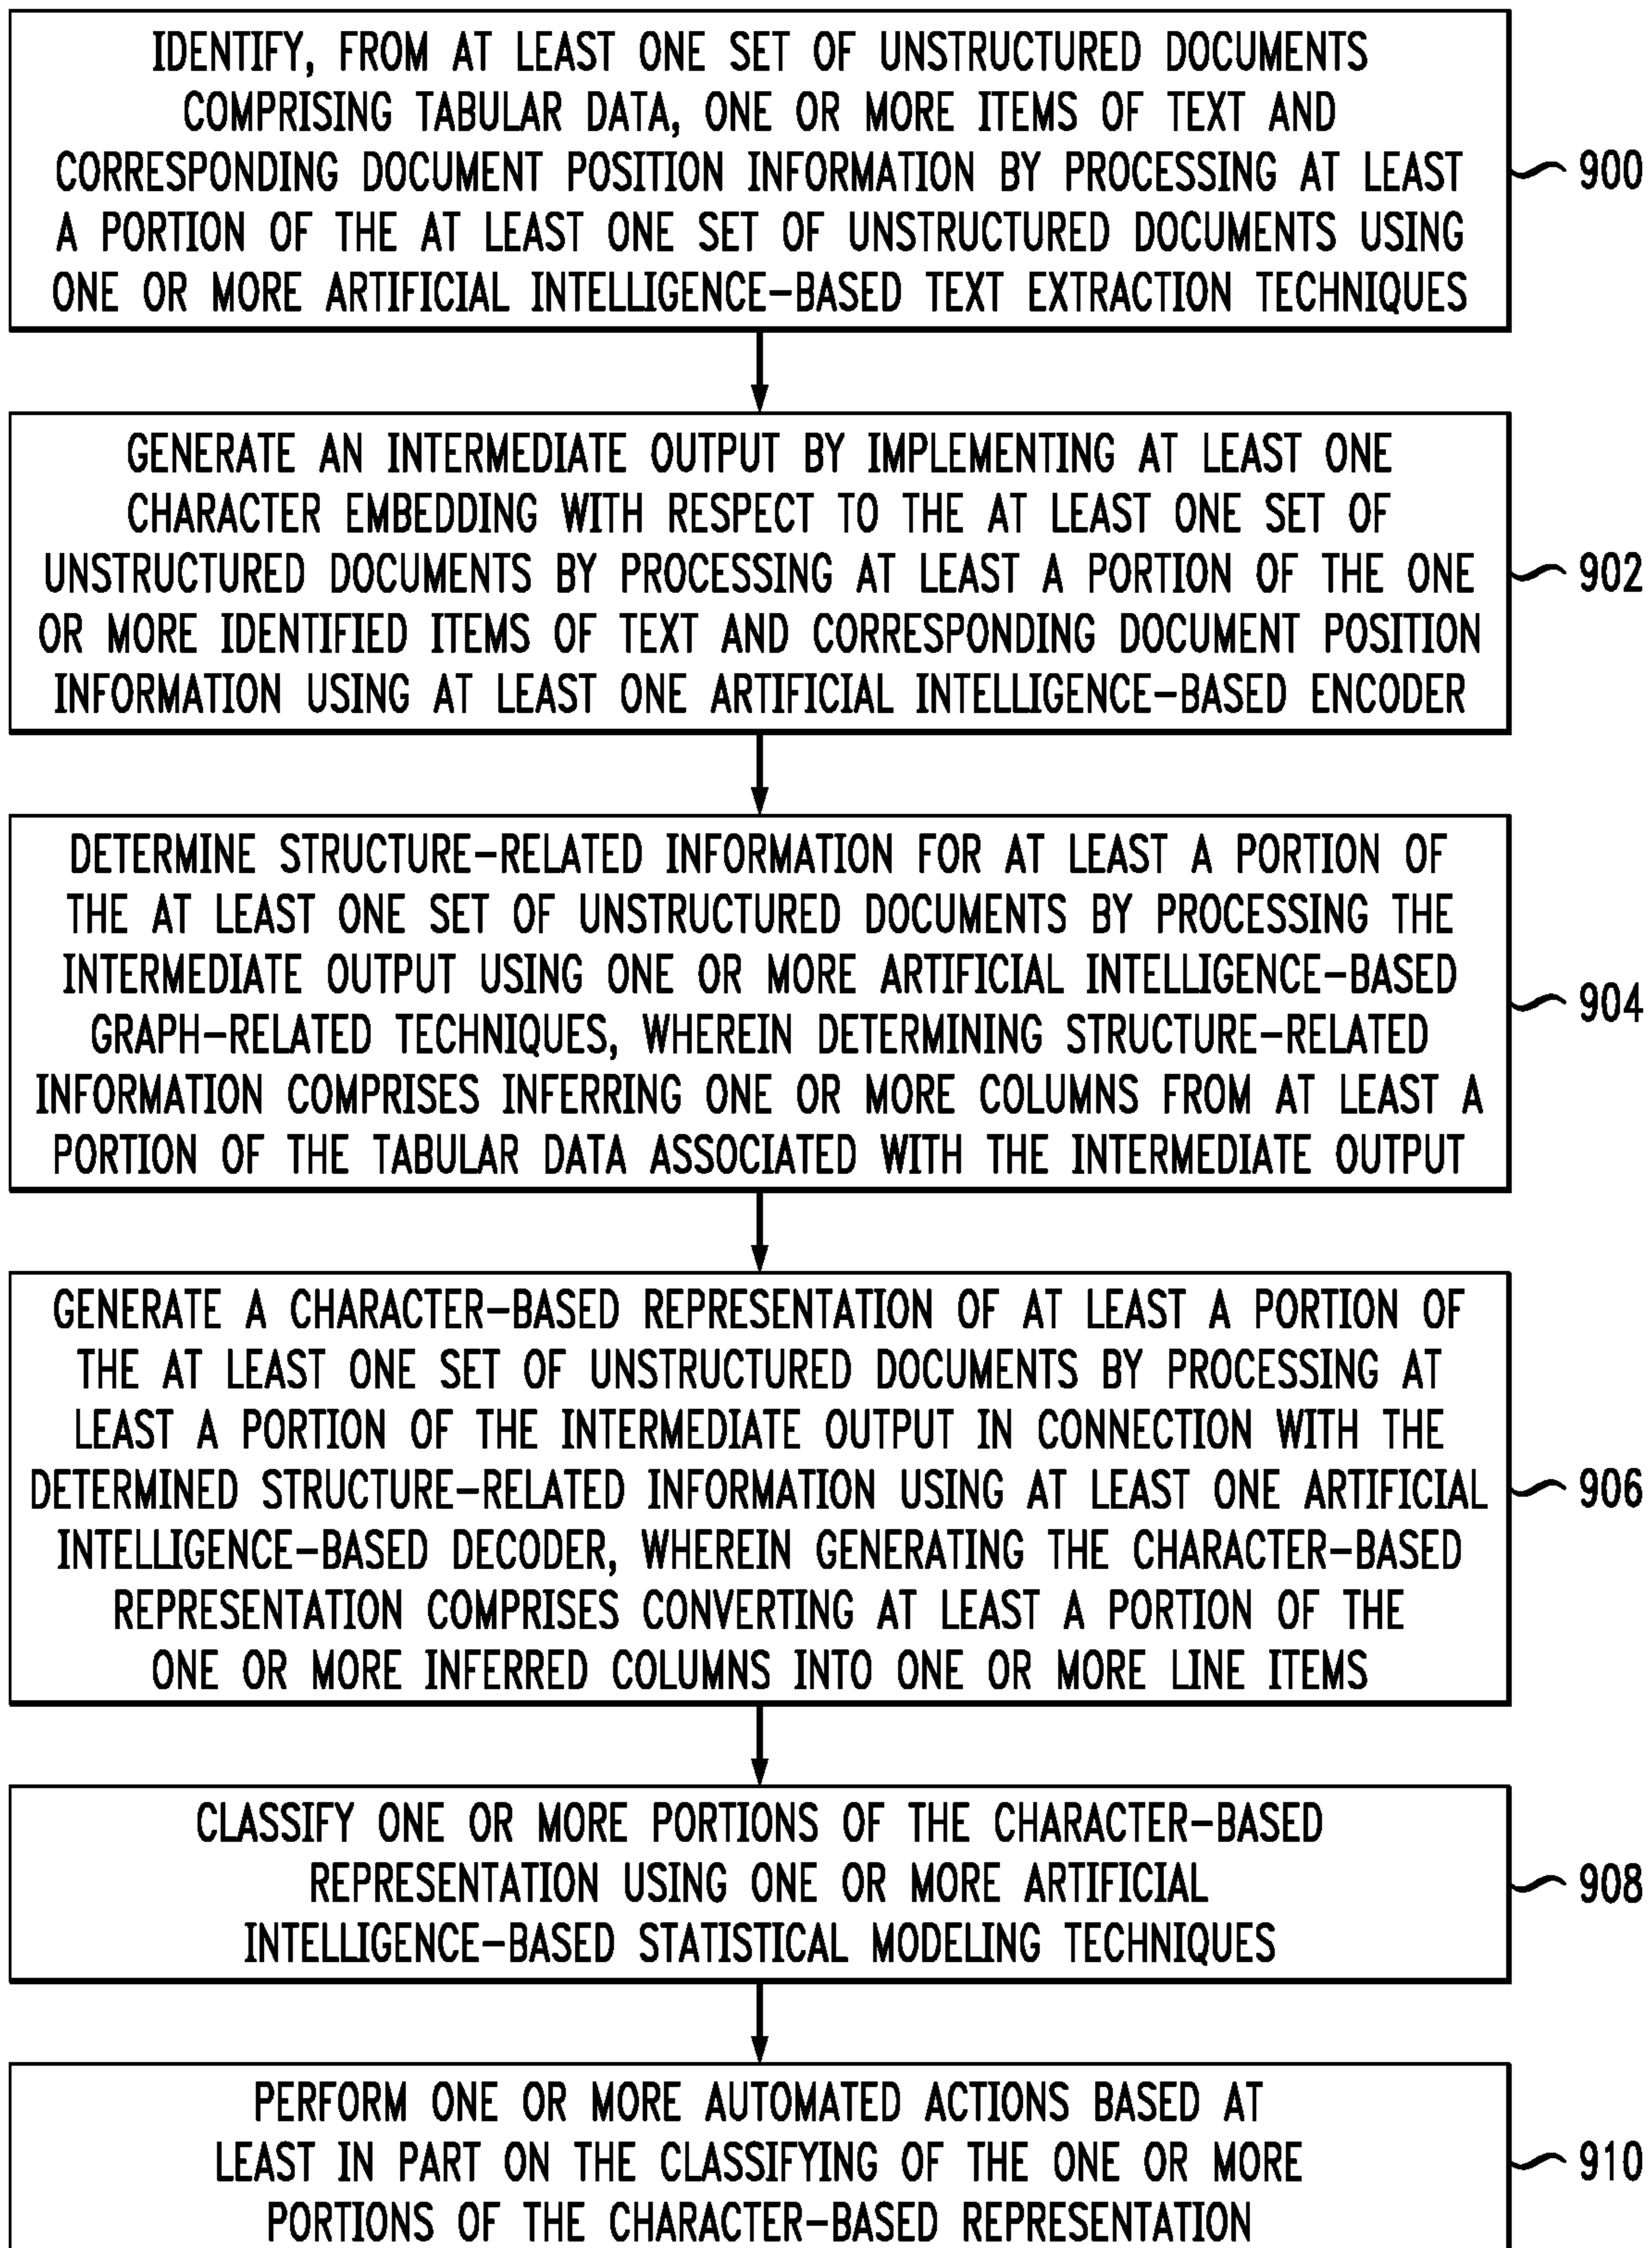 IDENTIFY, FROM AT LEAST ONE SET OF UNSTRUCTURED DOCUMENTS
COMPRISING TABULAR DATA, ONE OR MORE ITEMS OF TEXT AND
CORRESPONDING DOCUMENT POSITION INFORMATION BY PROCESSING AT LEAST
A PORTION OF THE AT LEAST ONE SET OF UNSTRUCTURED DOCUMENTS USING
ONE OR MORE ARTIFICIAL INTELLIGENCE-BASED TEXT EXTRACTION TECHNIQUES
900
GENERATE AN INTERMEDIATE OUTPUT BY IMPLEMENTING AT LEAST ONE
CHARACTER EMBEDDING WITH RESPECT TO THE AT LEAST ONE SET OF
UNSTRUCTURED DOCUMENTS BY PROCESSING AT LEAST A PORTION OF THE ONE
OR MORE IDENTIFIED ITEMS OF TEXT AND CORRESPONDING DOCUMENT POSITION
INFORMATION USING AT LEAST ONE ARTIFICIAL INTELLIGENCE-BASED ENCODER
902
DETERMINE STRUCTURE-RELATED INFORMATION FOR AT LEAST A PORTION OF
THE AT LEAST ONE SET OF UNSTRUCTURED DOCUMENTS BY PROCESSING THE
INTERMEDIATE OUTPUT USING ONE OR MORE ARTIFICIAL INTELLIGENCE-BASED
GRAPH-RELATED TECHNIQUES, WHEREIN DETERMINING STRUCTURE-RELATED
INFORMATION COMPRISES INFERRING ONE OR MORE COLUMNS FROM AT LEAST A
PORTION OF THE TABULAR DATA ASSOCIATED WITH THE INTERMEDIATE OUTPUT
904
GENERATE A CHARACTER-BASED REPRESENTATION OF AT LEAST A PORTION OF
THE AT LEAST ONE SET OF UNSTRUCTURED DOCUMENTS BY PROCESSING AT
LEAST A PORTION OF THE INTERMEDIATE OUTPUT IN CONNECTION WITH THE
DETERMINED STRUCTURE-RELATED INFORMATION USING AT LEAST ONE ARTIFICIAL
INTELLIGENCE-BASED DECODER, WHEREIN GENERATING THE CHARACTER-BASED
REPRESENTATION COMPRISES CONVERTING AT LEAST A PORTION OF THE
ONE OR MORE INFERRED COLUMNS INTO ONE OR MORE LINE ITEMS
906
CLASSIFY ONE OR MORE PORTIONS OF THE CHARACTER-BASED
REPRESENTATION USING ONE OR MORE ARTIFICIAL
INTELLIGENCE-BASED STATISTICAL MODELING TECHNIQUES
908
PERFORM ONE OR MORE AUTOMATED ACTIONS BASED AT
LEAST IN PART ON THE CLASSIFYING OF THE ONE OR MORE
PORTIONS OF THE CHARACTER-BASED REPRESENTATION
910